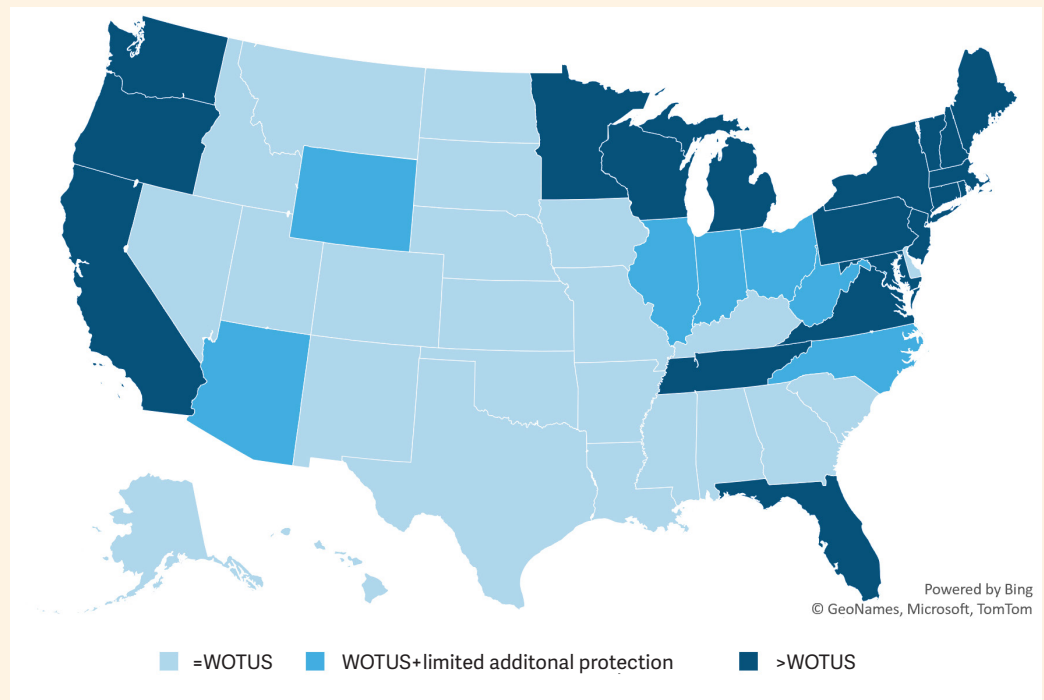 Powered by Bing
© GeoNames, Microsoft, TomTom
=WOTUS WOTUS+limited additonal protection >WOTUS